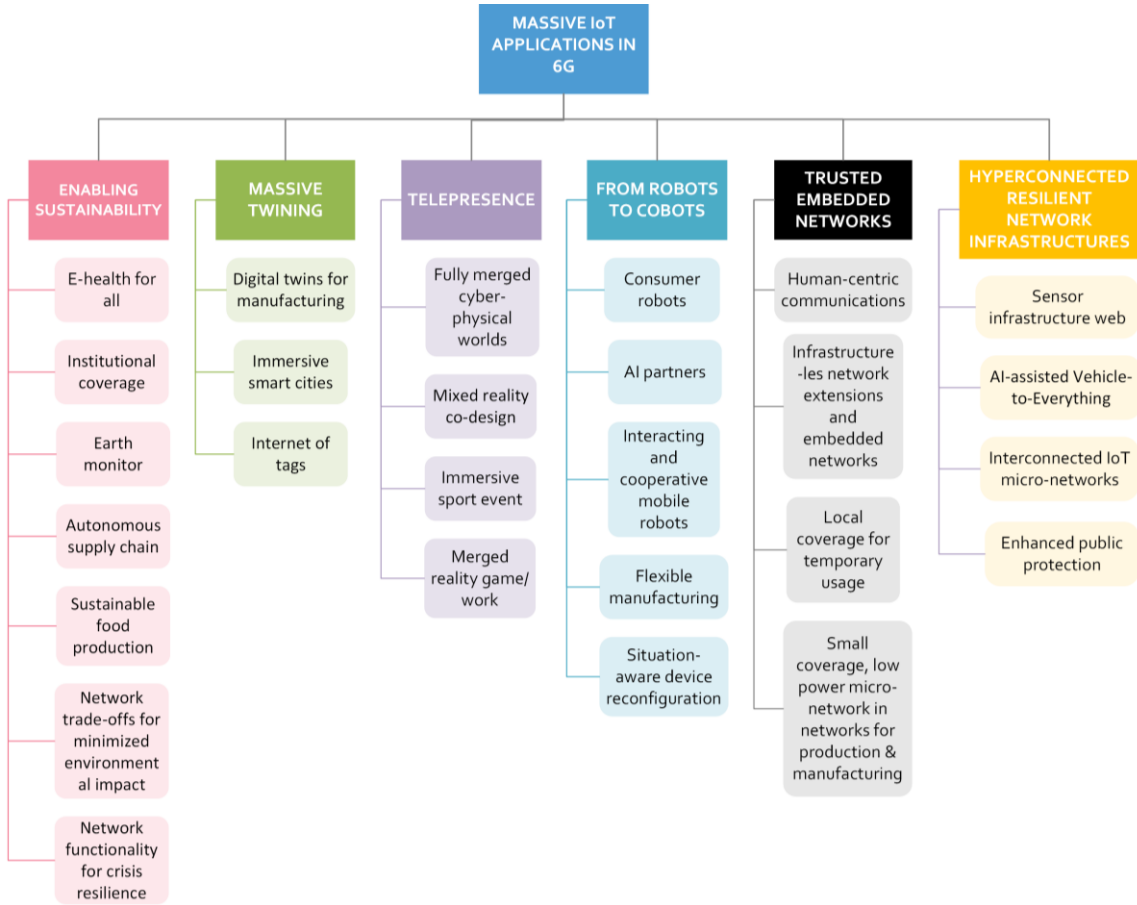 MASSIVE IoT
APPLICATIONS IN
6G
ENABLING
SUSTAINABILITY
E-health for
all
Institutional
coverage
Earth
monitor
Autonomous
supply chain
Sustainable
food
production
Network
trade-offs for
minimized
environment
al impact
Network
functionality
for crisis
resilience
MASSIVE
TWINING
Digital twins for
manufacturing
Immersive
smart cities
Internet of
tags
TELEPRESENCE
Fully merged
cyber-
physical
worlds
Mixed reality
co-design
Immersive
sport event
Merged
reality game/
work
FROM ROBOTS
TO COBOTS
Consumer
robots
AI partners
Interacting and
cooperative
mobile
robots
Flexible
manufacturing
Situation-
aware device
reconfiguration
TRUSTED
EMBEDDED
NETWORKS
Human-centric
communications
Infrastructure
-les network
extensions
and
embedded
networks
Local
coverage for
temporary
usage
Small
coverage, low
power micro-
network in
networks for
production &
manufacturing
HYPERCONNECTED
RESILIENT
NETWORK
INFRASTRUCTURES
Sensor
infrastructure web
AI-assisted Vehicle-
to-Everything
Interconnected IoT
micro-networks
Enhanced public
protection